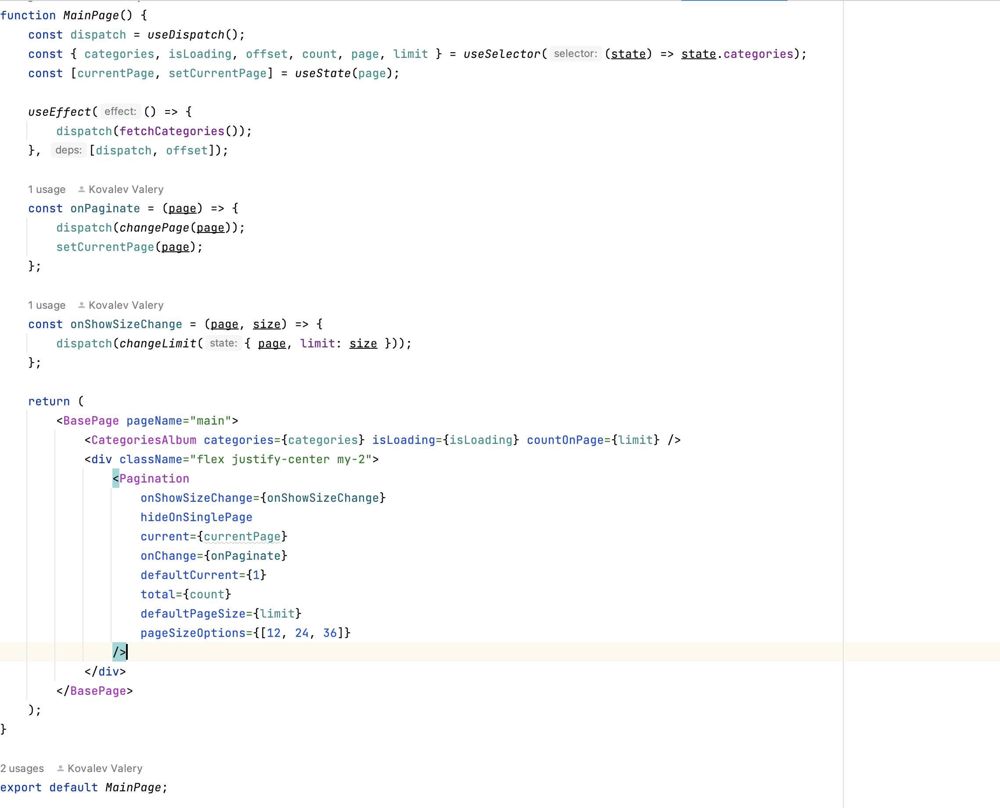 function MainPage() {
    const dispatch = useDispatch();
    const { categories, isLoading, offset, count, page, limit } = useSelector( selector: (state) => state.categories);
    const [currentPage, setCurrentPage] = useState(page);

    useEffect( effect: () => {
        dispatch(fetchCategories());
    }, deps: [dispatch, offset]);

    1 usage Kovalev Valery
    const onPaginate = (page) => {
        dispatch(changePage(page));
        setCurrentPage(page);
    };

    1 usage Kovalev Valery
    const onShowSizeChange = (page, size) => {
        dispatch(changeLimit( state: { page, limit: size }));
    };

    return (
        <BasePage pageName="main">
            <CategoriesAlbum categories={categories} isLoading={isLoading} countOnPage={limit} />
            <div className="flex justify-center my-2">
                <Pagination
                    onShowSizeChange={onShowSizeChange}
                    hideOnSinglePage
                    current={currentPage}
                    onChange={onPaginate}
                    defaultCurrent={1}
                    total={count}
                    defaultPageSize={limit}
                    pageSizeOptions={[12, 24, 36]}
                />
            </div>
        </BasePage>
    );
}

2 usages Kovalev Valery
export default MainPage;